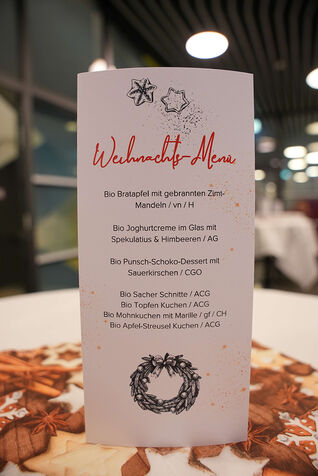 Weihnachts-Menü
Bio Bratapfel mit gebrannten Zimt-
Mandeln / vn / H
Bio Joghurtcreme im Glas mit
Spekulatius & Himbeeren / AG
Bio Punsch-Schoko-Dessert mit
Sauerkirschen / CGO
Bio Sacher Schnitte / ACG
Bio Topfen Kuchen / ACG
Bio Mohnkuchen mit Marille / gf / CH
Bio Apfel-Streusel Kuchen / ACG